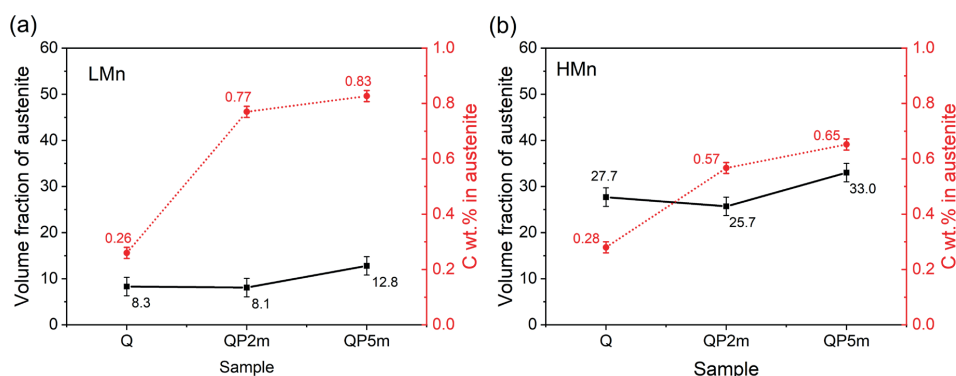 (a)
LMn
Volume fraction of austenite
60
50
40
30
20
10
0
0.26
0.77
0.83
8.3
8.1
12.8
1.0
0.8
0.6
0.4
0.2
0.0
C wt.% in austenite
Q
QP2m
QP5m
Sample
(b)
HMn
Volume fraction of austenite
60
50
40
30
20
10
0
27.7
0.57
0.65
0.28
25.7
33.0
1.0
0.8
0.6
0.4
0.2
0.0
C wt.% in austenite
Q
QP2m
QP5m
Sample